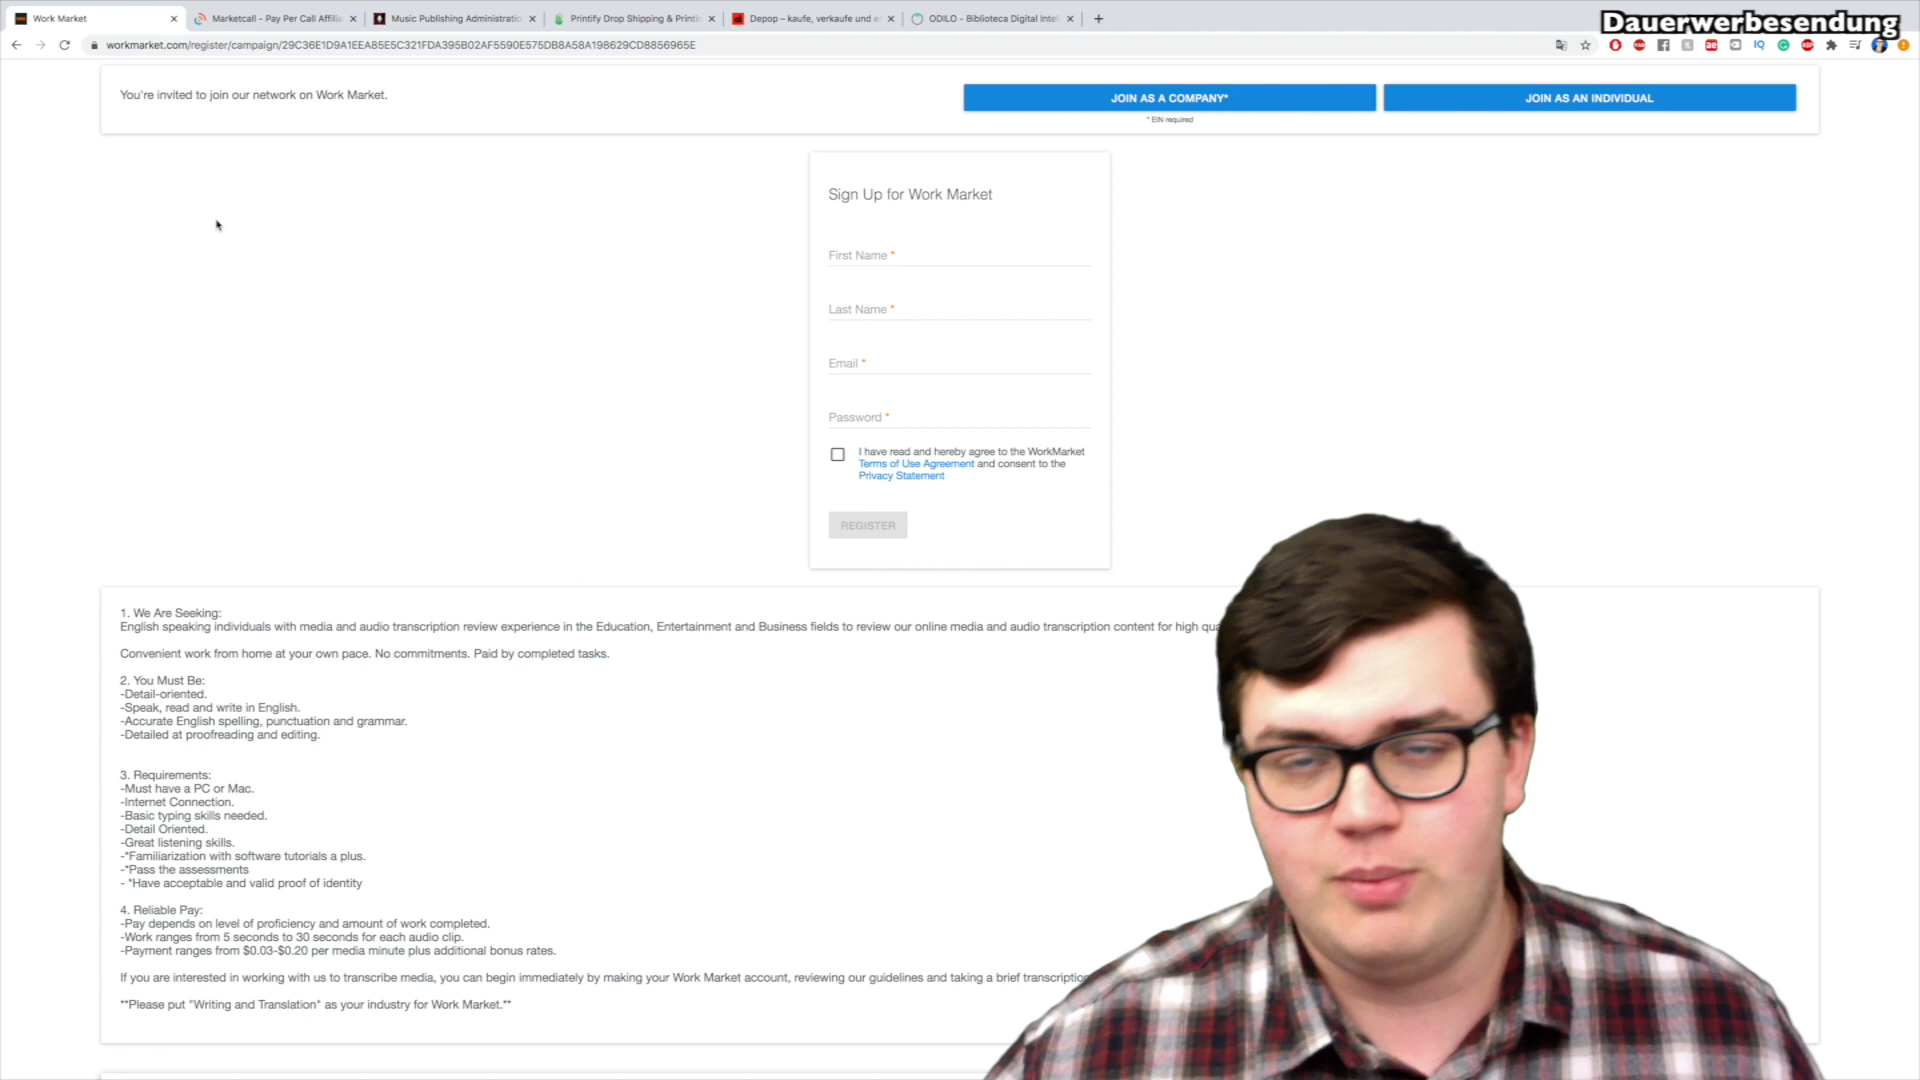 Work Market
Marketcall - Pay Per Call Affilia
Music Publishing Administratio
Printify Drop Shipping & Printi
Depop – kaufe, verkaufe und e
ODILO - Biblioteca Digital Intel
Dauerwerbesendung
workmarket.com/register/campaign/29C36E1D9A1EEA85E5C321FDA395B02AF5590E575DB8A58A198629CD8856965E
You're invited to join our network on Work Market.
JOIN AS A COMPANY*
JOIN AS AN INDIVIDUAL
* EIN required
Sign Up for Work Market
First Name *
Last Name *
Email *
Password *
I have read and hereby agree to the WorkMarket
Terms of Use Agreement and consent to the
Privacy Statement
REGISTER
1. We Are Seeking:
English speaking individuals with media and audio transcription review experience in the Education, Entertainment and Business fields to review our online media and audio transcription content for high qua
Convenient work from home at your own pace. No commitments. Paid by completed tasks.
2. You Must Be:
-Detail-oriented.
-Speak, read and write in English.
-Accurate English spelling, punctuation and grammar.
-Detailed at proofreading and editing.
3. Requirements:
-Must have a PC or Mac.
-Internet Connection.
-Basic typing skills needed.
-Detail Oriented.
-Great listening skills.
-*Familiarization with software tutorials a plus.
-*Pass the assessments
- *Have acceptable and valid proof of identity
4. Reliable Pay:
-Pay depends on level of proficiency and amount of work completed.
-Work ranges from 5 seconds to 30 seconds for each audio clip.
-Payment ranges from $0.03-$0.20 per media minute plus additional bonus rates.
If you are interested in working with us to transcribe media, you can begin immediately by making your Work Market account, reviewing our guidelines and taking a brief transcription
**Please put "Writing and Translation" as your industry for Work Market.**